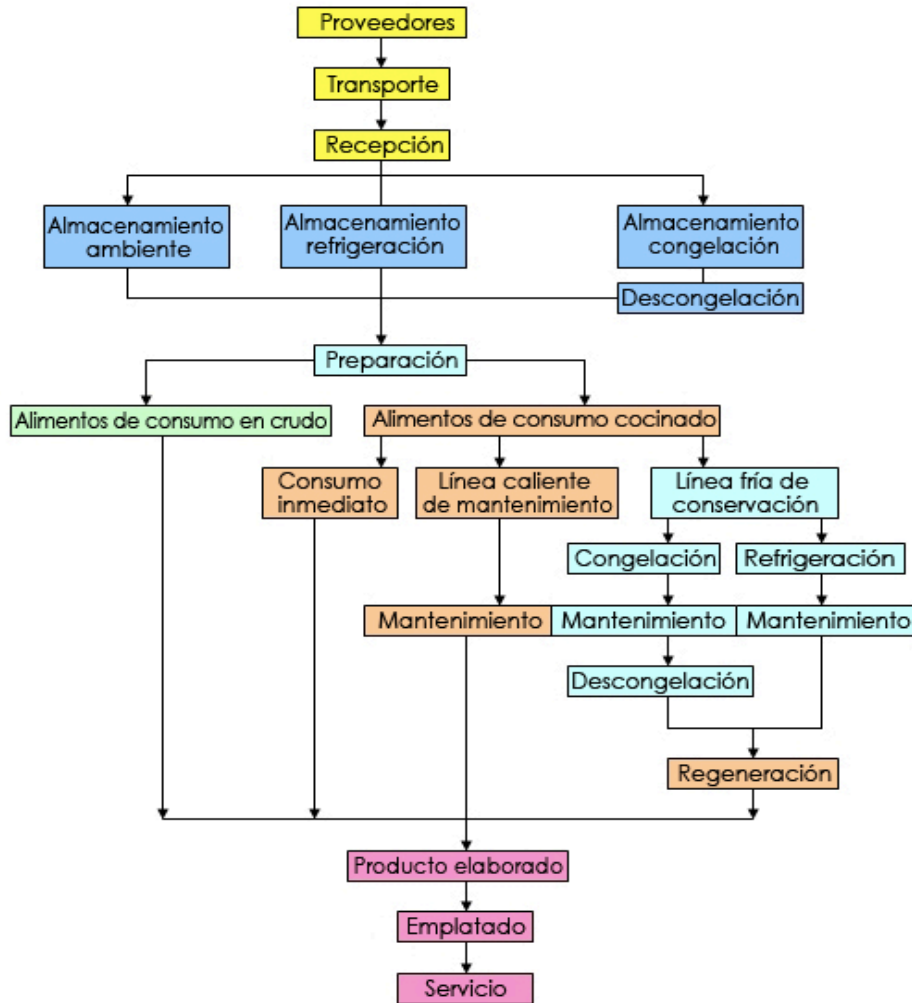 Proveedores
Transporte
Recepción
Almacenamiento
ambiente
Almacenamiento
refrigeración
Almacenamiento
congelación
Descongelación
Preparación
Alimentos de consumo en crudo
Alimentos de consumo cocinado
Consumo
inmediato
Línea caliente
de mantenimiento
Línea fría de
conservación
Congelación
Refrigeración
Mantenimiento
Mantenimiento
Mantenimiento
Descongelación
Regeneración
Producto elaborado
Emplatado
Servicio